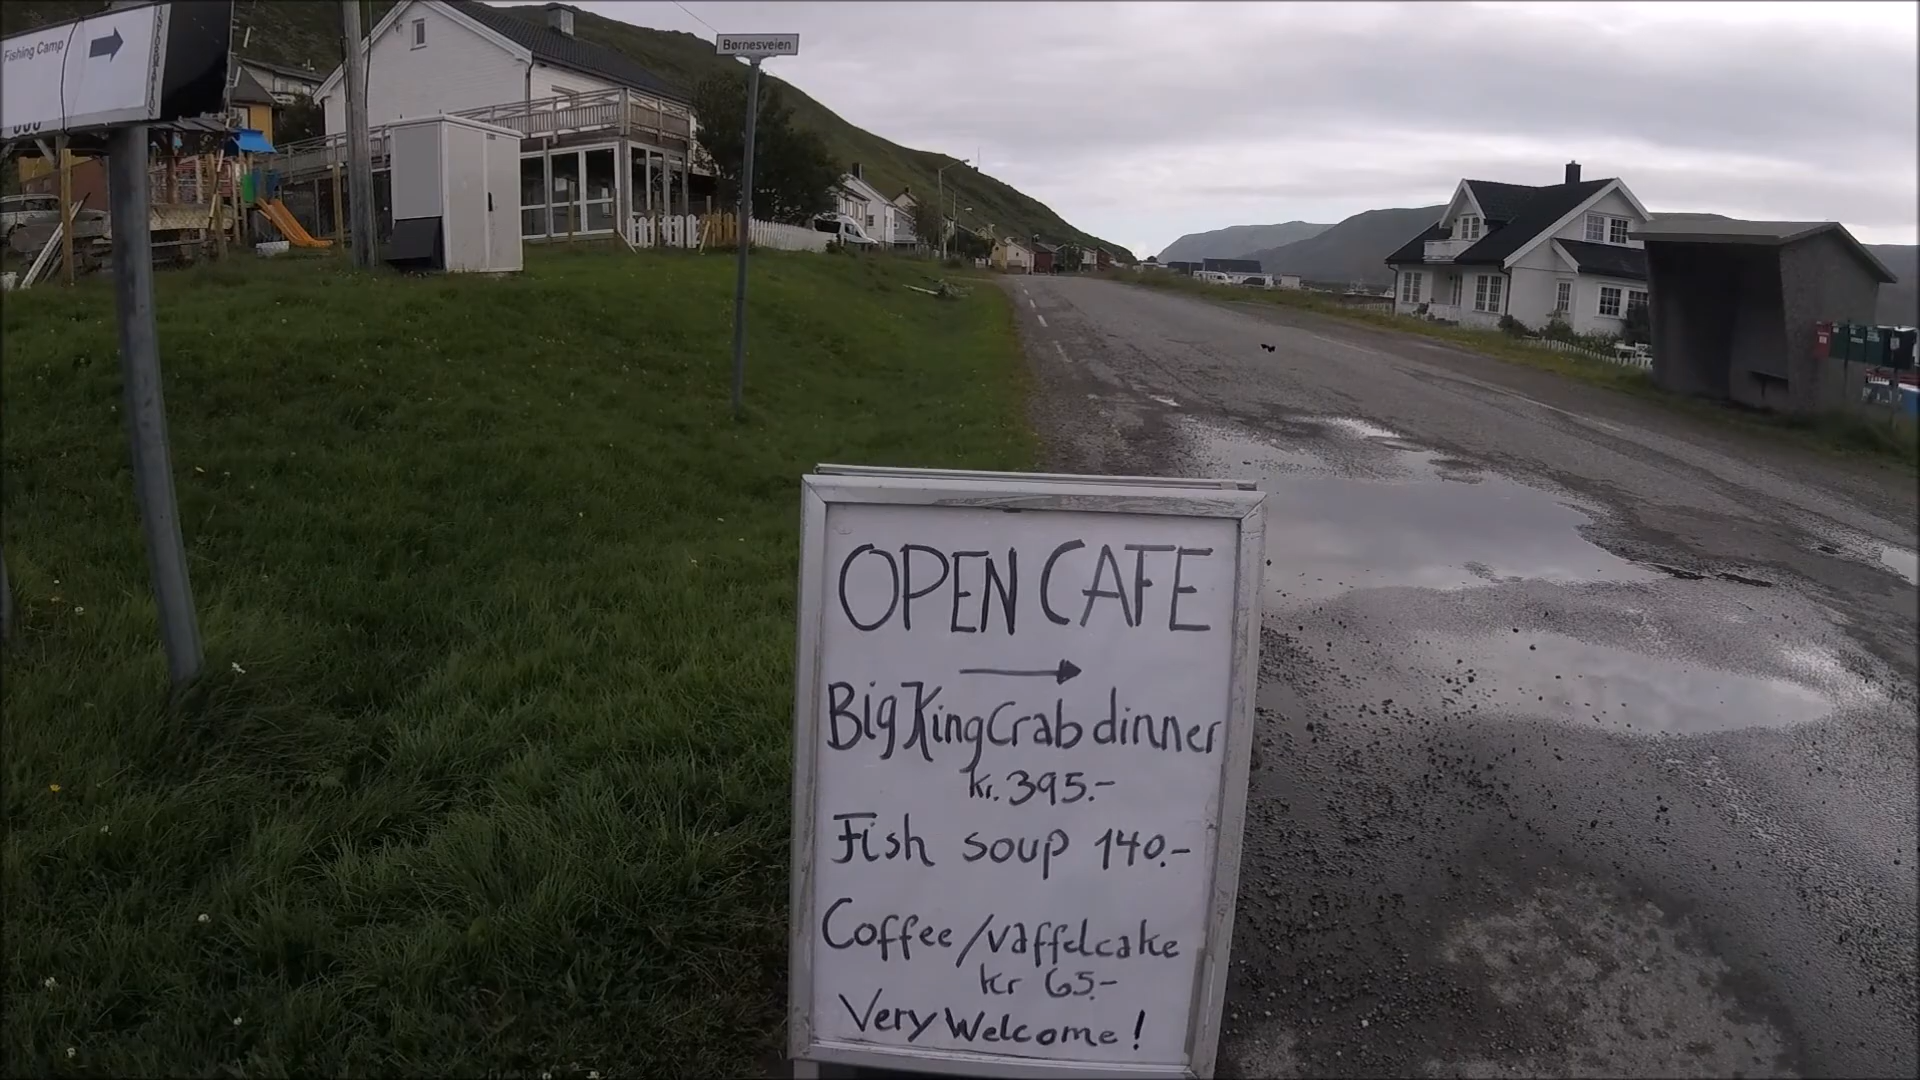 Fishing Camp
Børnesveien
OPEN CAFE
Big King Crab dinner
kr. 395.-
Fish soup 140.-
Coffee/vaffelcake
kr 65.-
Very Welcome!